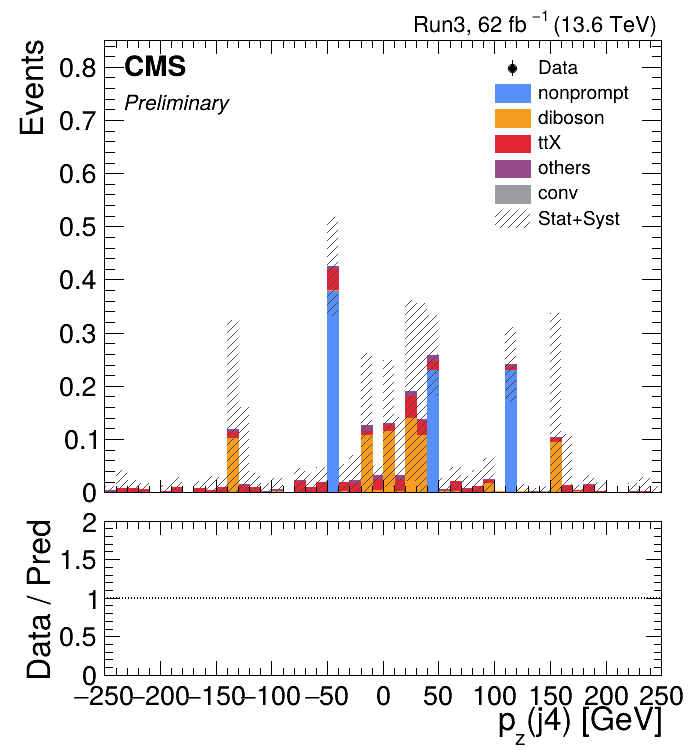 Run3, 62 fb⁻¹ (13.6 TeV)
CMS
Preliminary
Events
Data
nonprompt
diboson
ttX
others
conv
Stat+Syst
0.8
0.7
0.6
0.5
0.4
0.3
0.2
0.1
0
Data / Pred
2
1.5
1
0.5
0
−250 −200 −150 −100 −50 0 50 100 150 200 250
p_z(j4) [GeV]